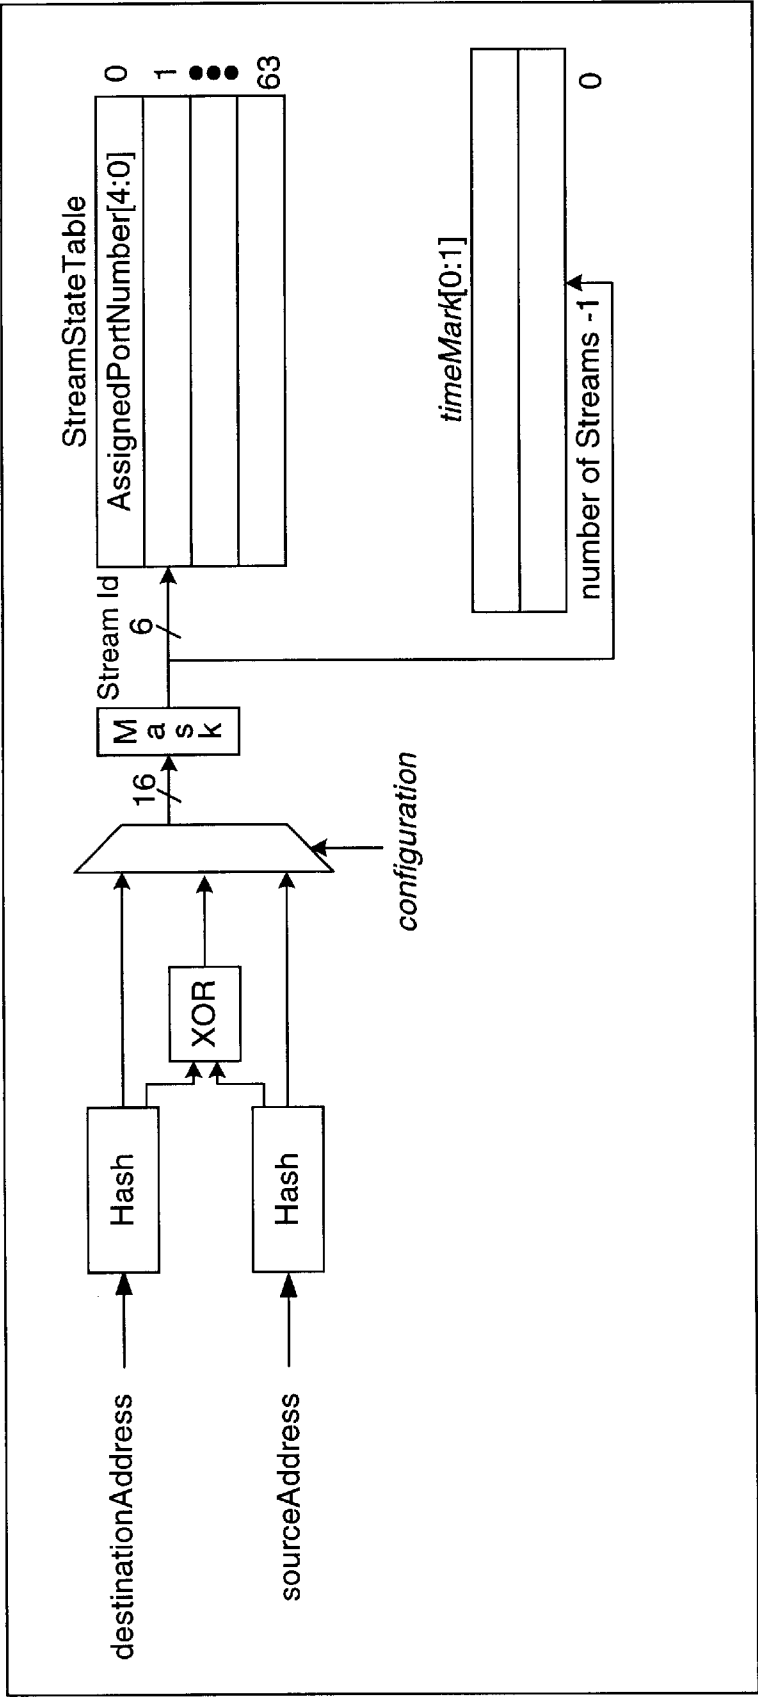 destinationAddress
sourceAddress
Hash
Hash
XOR
configuration
16
Mask
Stream Id
6
StreamStateTable
AssignedPortNumber[4:0]
0
1
63
timeMark[0:1]
number of Streams -1
0